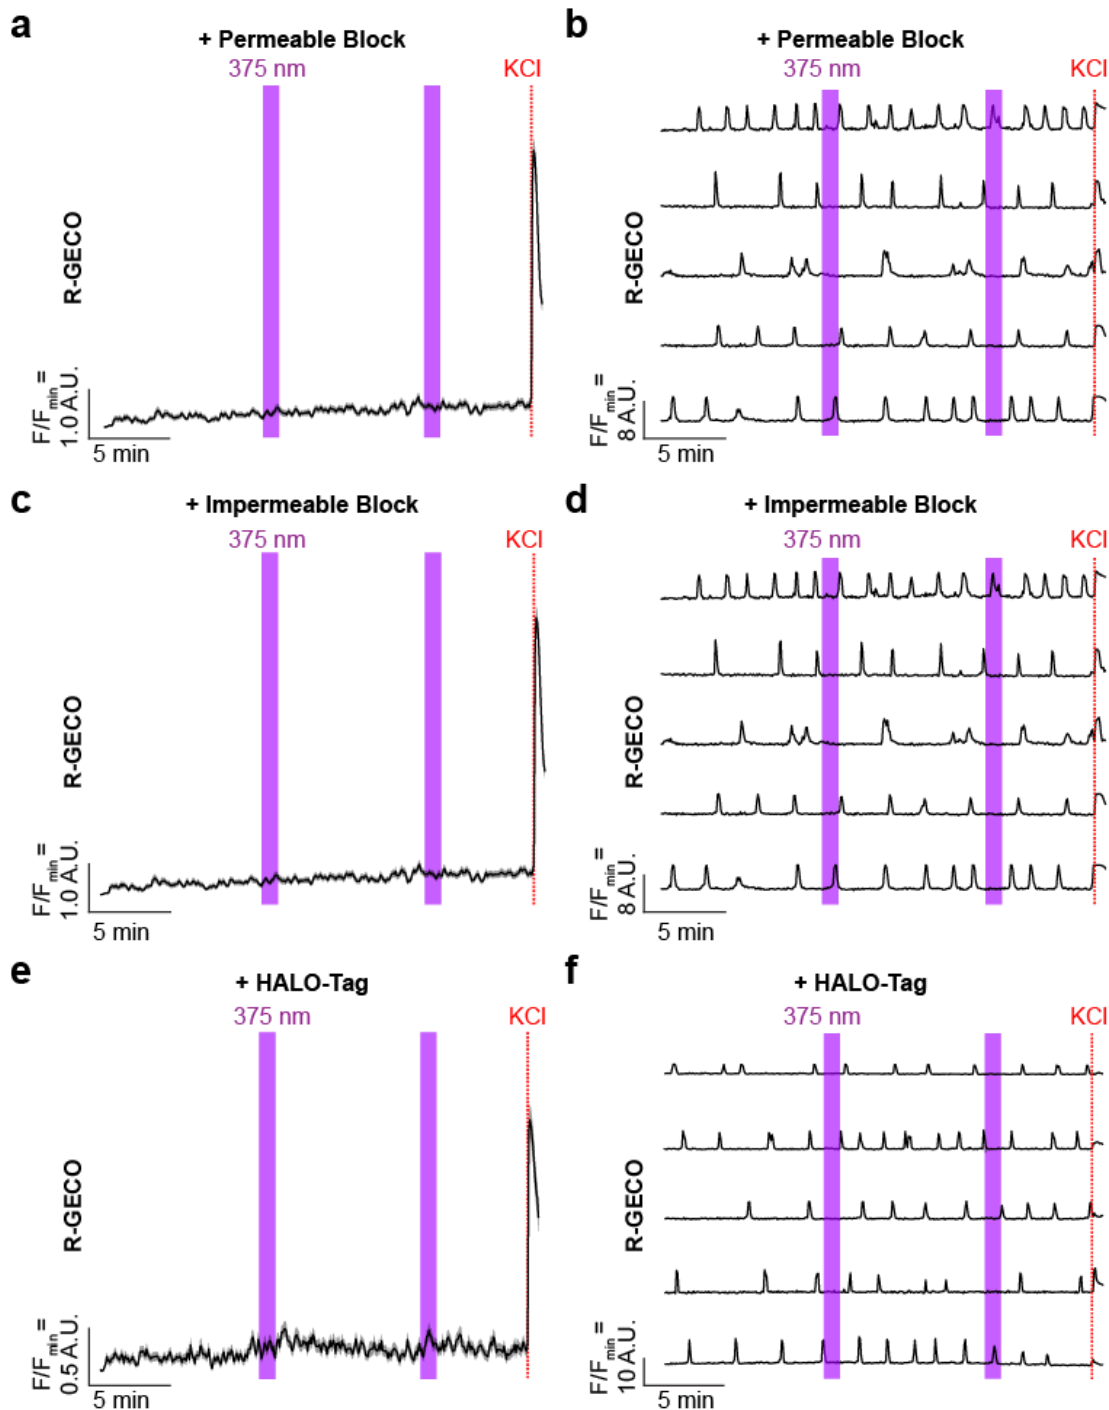 a
+ Permeable Block
375 nm
KCl
R-GECO
F/Fmin =
1.0 A.U.
5 min
b
+ Permeable Block
375 nm
KCl
R-GECO
F/Fmin =
8 A.U.
5 min
c
+ Impermeable Block
375 nm
KCl
R-GECO
F/Fmin =
1.0 A.U.
5 min
d
+ Impermeable Block
375 nm
KCl
R-GECO
F/Fmin =
8 A.U.
5 min
e
+ HALO-Tag
375 nm
KCl
R-GECO
F/Fmin =
0.5 A.U.
5 min
f
+ HALO-Tag
375 nm
KCl
R-GECO
F/Fmin =
10 A.U.
5 min